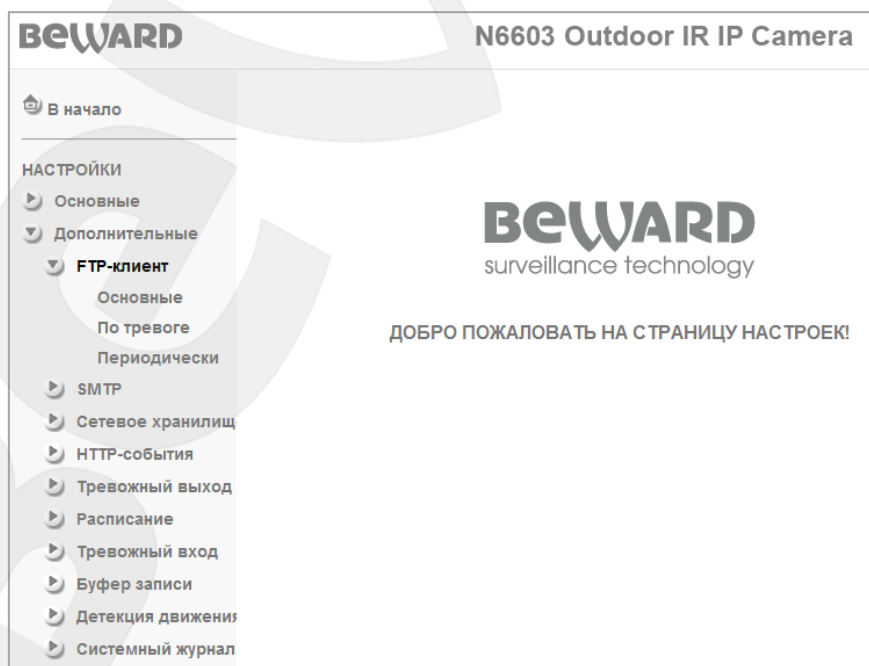 BEWARD
N6603 Outdoor IR IP Camera
В начало
НАСТРОЙКИ
Основные
Дополнительные
FTP-клиент
Основные
По тревоге
Периодически
SMTP
Сетевое хранилищ
HTTP-события
Тревожный выход
Расписание
Тревожный вход
Буфер записи
Детекция движения
Системный журнал
BEWARD
surveillance technology
ДОБРО ПОЖАЛОВАТЬ НА СТРАНИЦУ НАСТРОЕК!